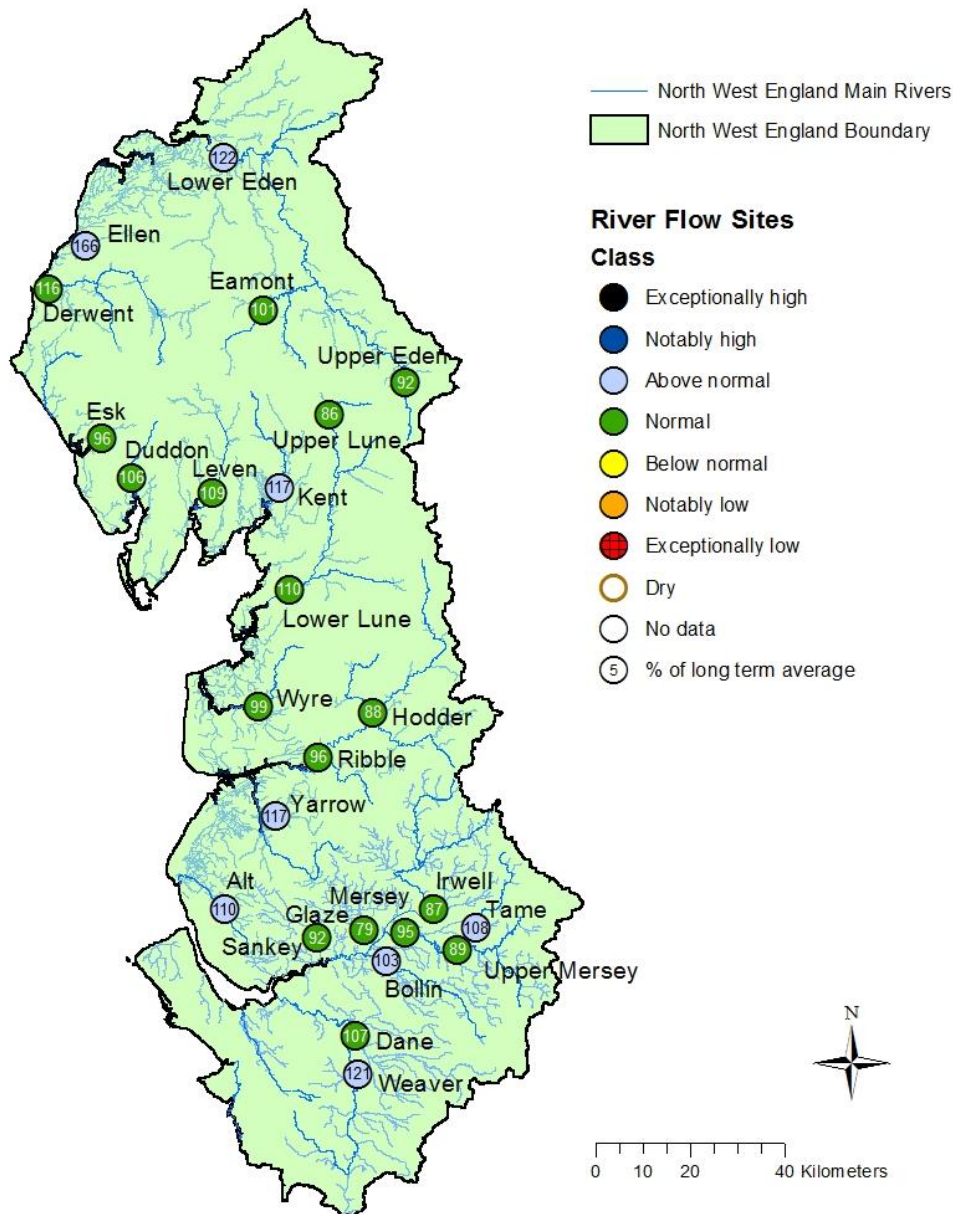 North West England Main Rivers
North West England Boundary
River Flow Sites
Class
Exceptionally high
Notably high
Above normal
Normal
Below normal
Notably low
Exceptionally low
Dry
No data
5 % of long term average
122
Lower Eden
166 Ellen
116
Derwent
Eamont
101
Upper Eden
92
86
Upper Lune
Esk
96
Duddon
106
Leven
109
117 Kent
110
Lower Lune
99 Wyre
88 Hodder
96 Ribble
117 Yarrow
Alt
110
Glaze
Sankey 92
Mersey
79
95
Irwell
87
Tame
108
89
Upper Mersey
103
Bollin
107 Dane
121 Weaver
N
0 10 20 40 Kilometers